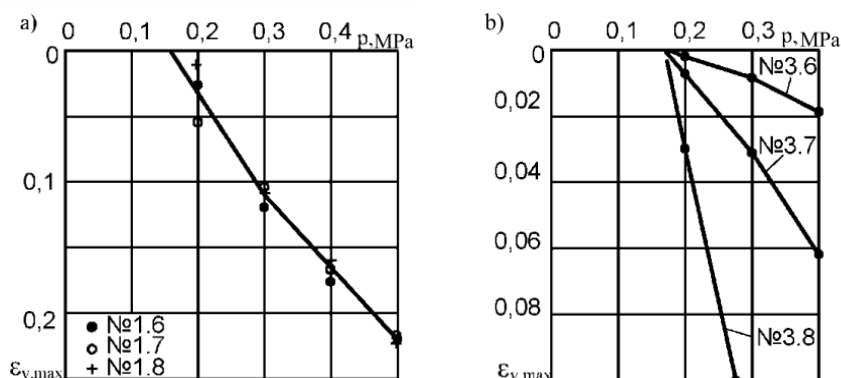 a)
0 0,1 0,2 0,3 0,4 p,MPa
0
0,1
0,2
№1.6
№1.7
№1.8
εv,max
b)
0 0,1 0,2 0,3 p,MPa
0
№3.6
0,02
№3.7
0,04
0,06
0,08
№3.8
εv,max